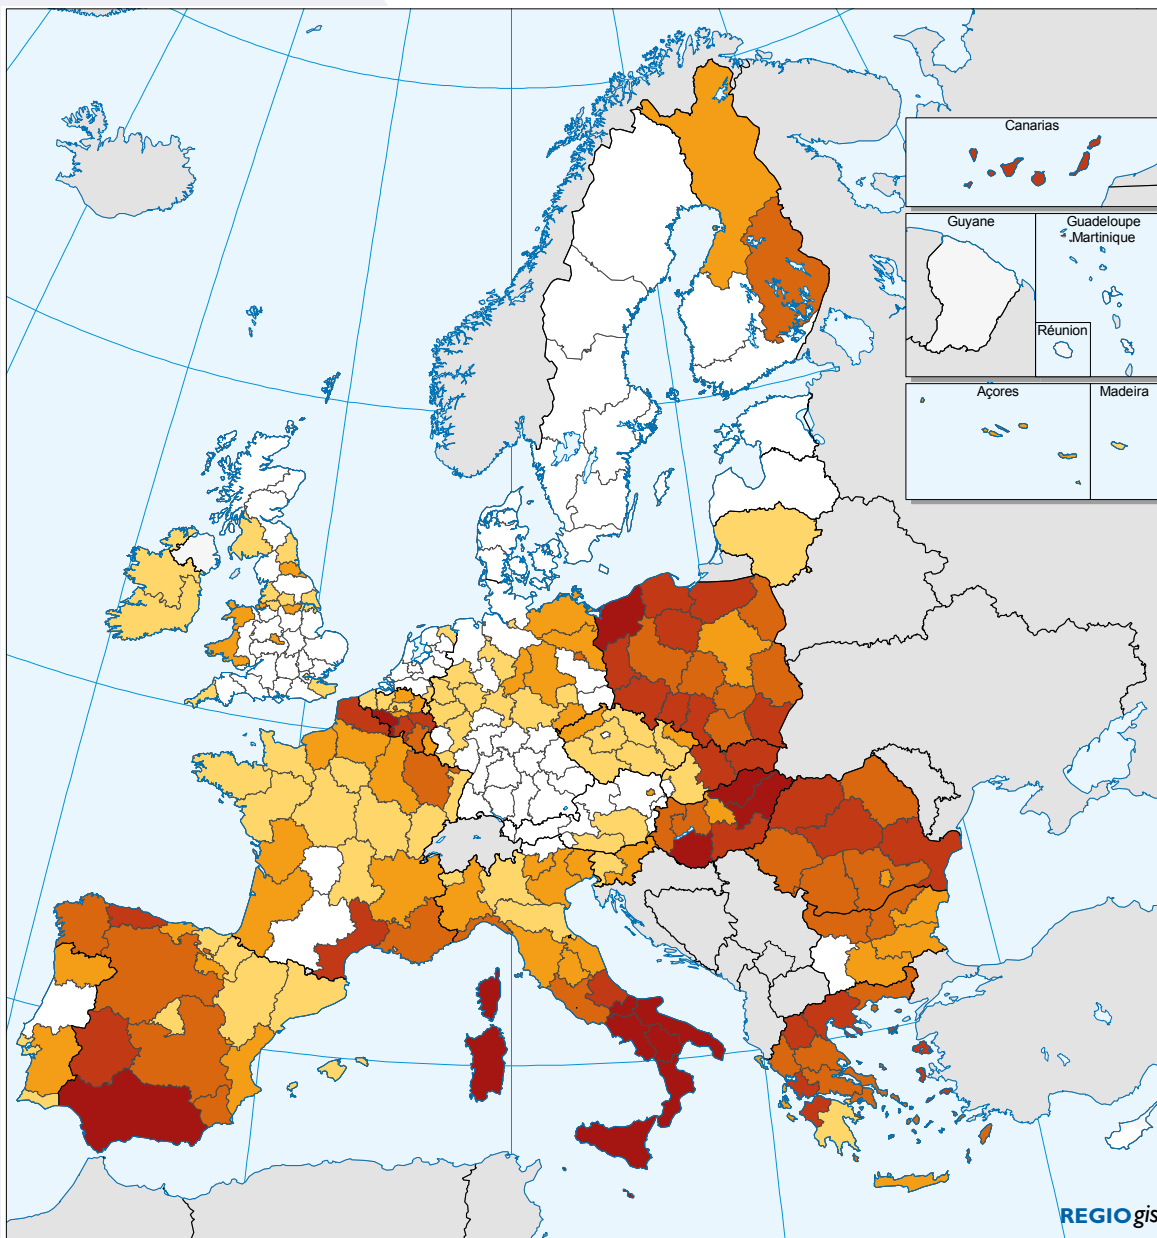 Canarias
Guyane
Guadeloupe
Martinique
Réunion
Açores
Madeira
REGIOgis